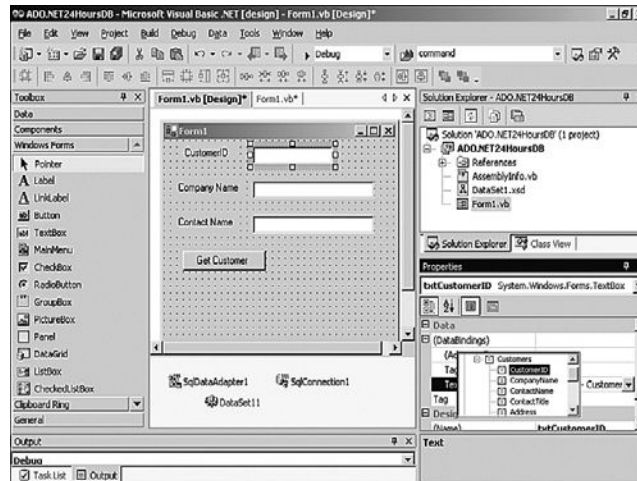 ADO.NET24HoursDB - Microsoft Visual Basic .NET [design] - Form1.vb [Design]*
File Edit View Project Build Debug Data Tools Window Help
Debug
command
Toolbox
Data
Components
Windows Forms
Pointer
Label
LinkLabel
Button
TextBox
MainMenu
CheckBox
RadioButton
GroupBox
PictureBox
Panel
DataGrid
ListBox
CheckedListBox
Clipboard Ring
General
Form1.vb [Design]* Form1.vb*
Form1
CustomerID
Company Name
Contact Name
Get Customer
SqlDataAdapter1 SqlConnection1
DataSet11
Solution Explorer - ADO.NET24HoursDB
Solution 'ADO.NET24HoursDB' (1 project)
ADO.NET24HoursDB
References
AssemblyInfo.vb
DataSet1.xsd
Form1.vb
Solution Explorer Class View
Properties
txtCustomerID System.Windows.Forms.TextBox
Data
(DataBindings)
(Ad
Tag
Tex
- Customer
Customers
CustomerID
CompanyName
ContactName
ContactTitle
Address
Tag
Desig
(Name) txtCustomerID
Text
Output
Debug
Task List Output